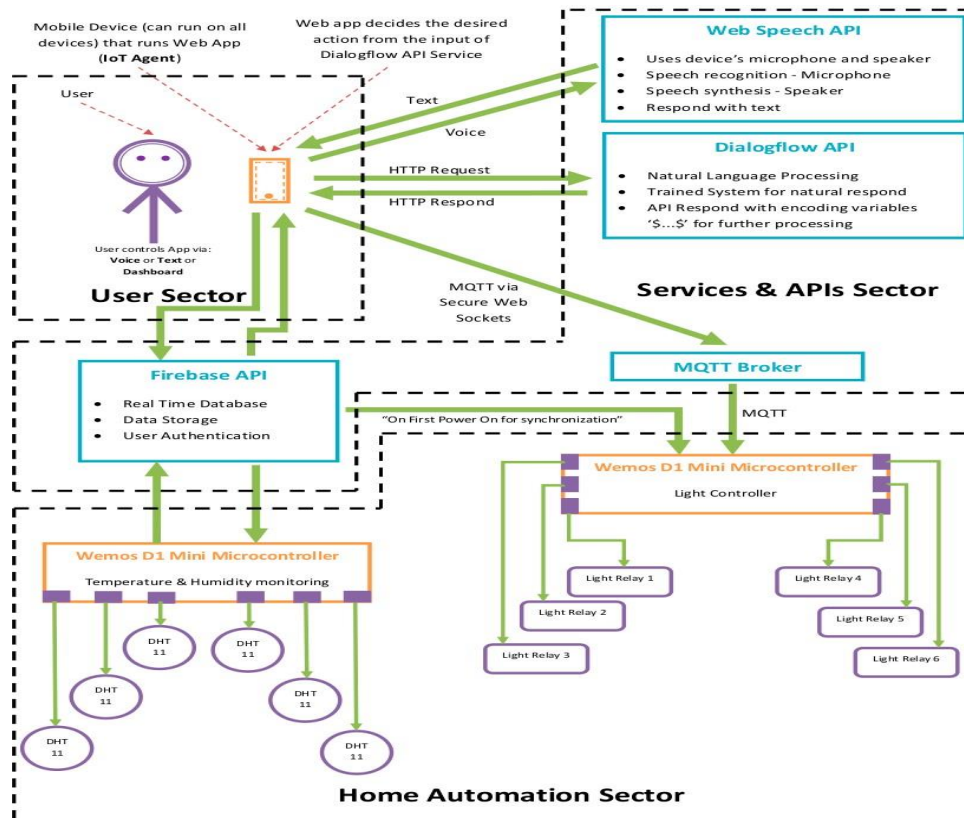 Mobile Device (can run on all
devices) that runs Web App
(IoT Agent)
Web app decides the desired
action from the input of
Dialogflow API Service
User
Text
Voice
HTTP Request
HTTP Respond
User controls App via:
Voice or Text or
Dashboard
User Sector
MQTT via
Secure Web
Sockets
Web Speech API
• Uses device’s microphone and speaker
• Speech recognition - Microphone
• Speech synthesis - Speaker
• Respond with text
Dialogflow API
• Natural Language Processing
• Trained System for natural respond
• API Respond with encoding variables
‘$...$’ for further processing
Services & APIs Sector
Firebase API
• Real Time Database
• Data Storage
• User Authentication
MQTT Broker
“On First Power On for synchronization”
MQTT
Wemos D1 Mini Microcontroller
Light Controller
Light Relay 1
Light Relay 2
Light Relay 3
Light Relay 4
Light Relay 5
Light Relay 6
Wemos D1 Mini Microcontroller
Temperature & Humidity monitoring
DHT
11
DHT
11
DHT
11
DHT
11
DHT
11
DHT
11
Home Automation Sector